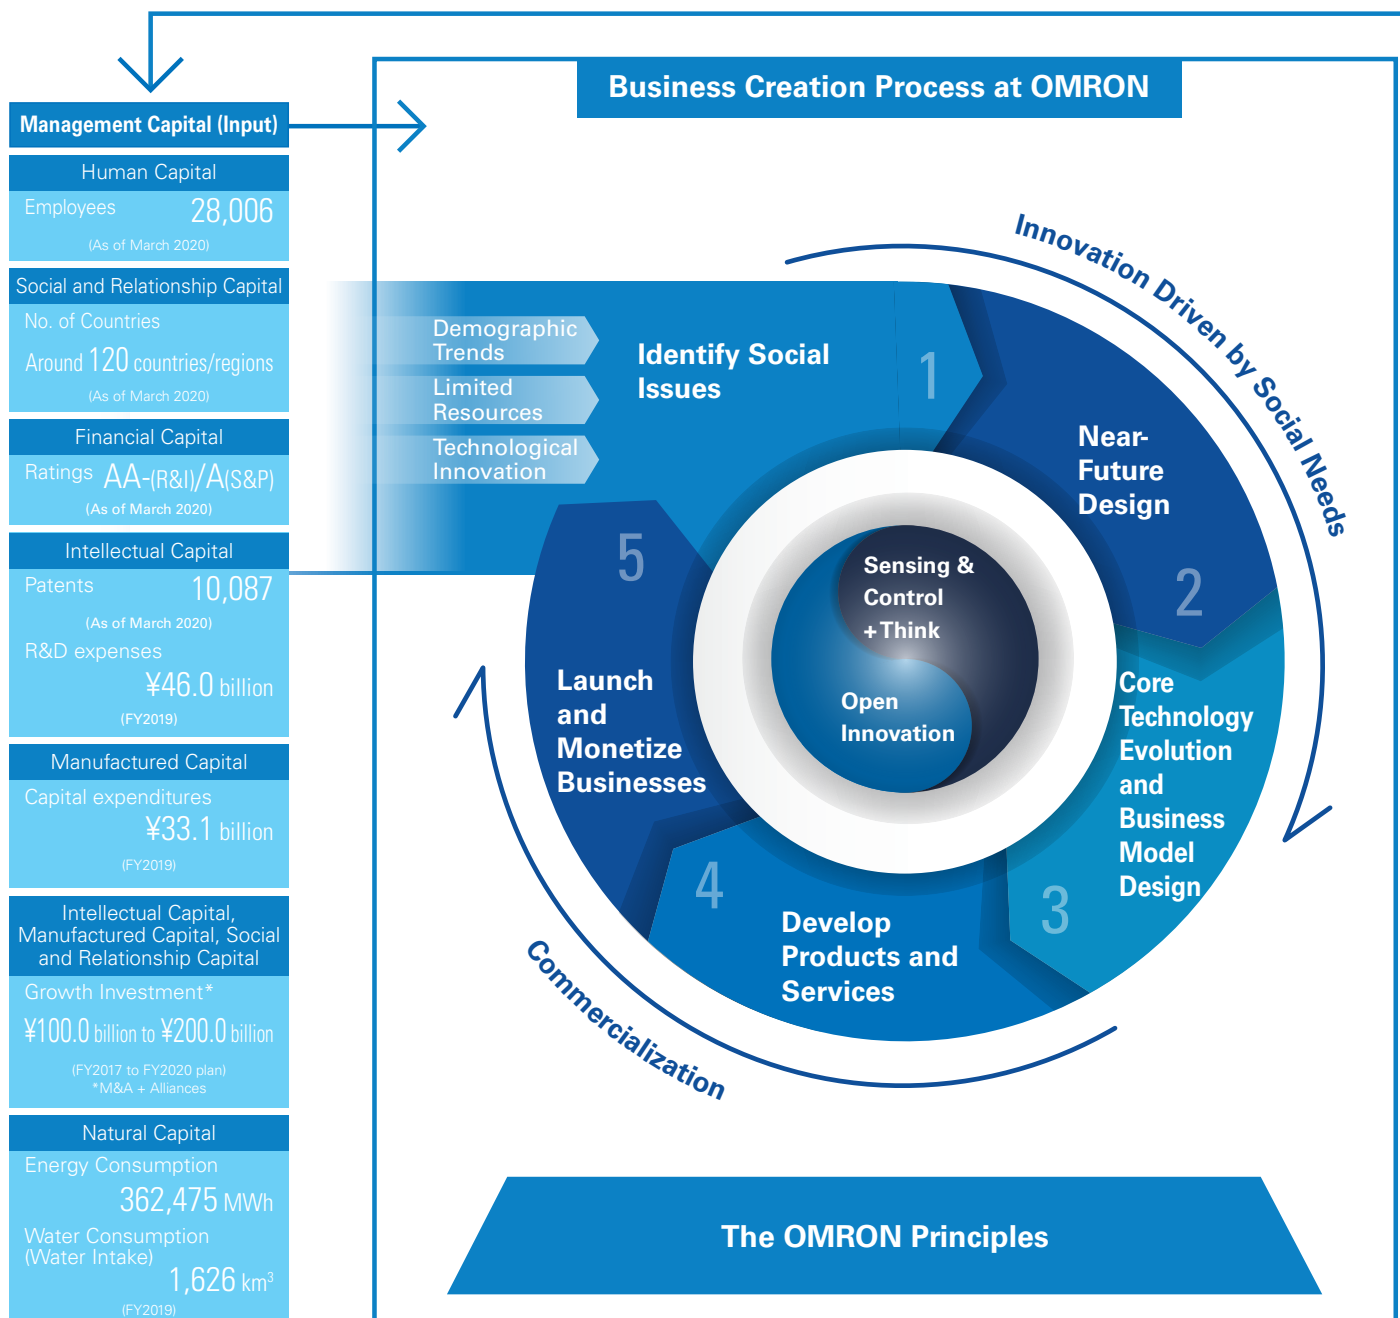 Business Creation Process at OMRON
Management Capital (Input)
Human Capital
Employees 28,006
(As of March 2020)
Social and Relationship Capital
No. of Countries
Around 120 countries/regions
(As of March 2020)
Financial Capital
Ratings AA-(R&I)/A(S&P)
(As of March 2020)
Intellectual Capital
Patents 10,087
(As of March 2020)
R&D expenses
¥46.0 billion
(FY2019)
Manufactured Capital
Capital expenditures
¥33.1 billion
(FY2019)
Intellectual Capital,
Manufactured Capital, Social
and Relationship Capital
Growth Investment*
¥100.0 billion to ¥200.0 billion
(FY2017 to FY2020 plan)
*M&A + Alliances
Natural Capital
Energy Consumption
362,475 MWh
Water Consumption
(Water Intake)
1,626 km³
(FY2019)
Demographic
Trends
Limited
Resources
Technological
Innovation
Identify Social
Issues
1
Innovation Driven by Social Needs
Near-
Future
Design
2
Core
Technology
Evolution
and
Business
Model
Design
3
Develop
Products and
Services
4
Commercialization
Launch
and
Monetize
Businesses
5
Sensing &
Control
+Think
Open
Innovation
The OMRON Principles